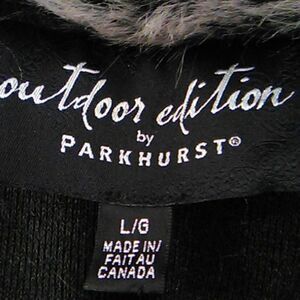 outdoor edition
by
PARKHURST®
L/G
MADE IN/
FAIT AU
CANADA